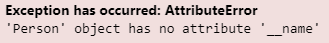 Exception has occurred: AttributeError
'Person' object has no attribute '__name'